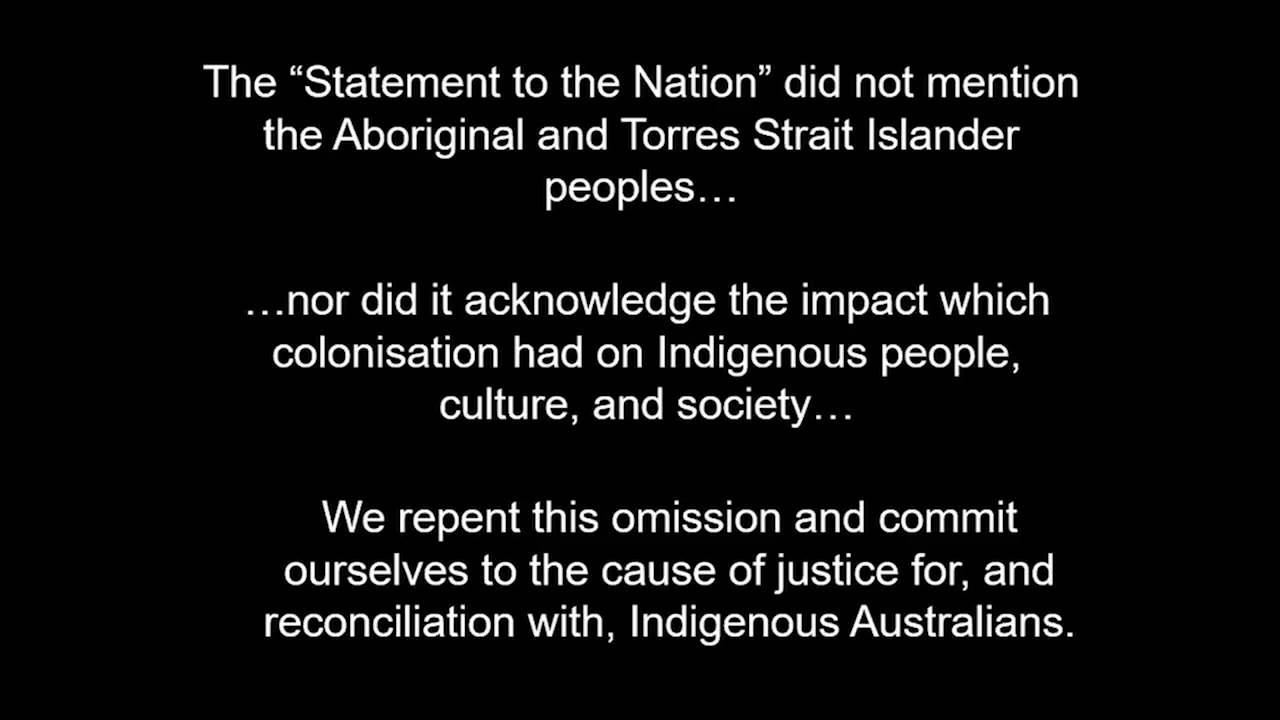 The “Statement to the Nation” did not mention
the Aboriginal and Torres Strait Islander
peoples…
…nor did it acknowledge the impact which
colonisation had on Indigenous people,
culture, and society…
We repent this omission and commit
ourselves to the cause of justice for, and
reconciliation with, Indigenous Australians.